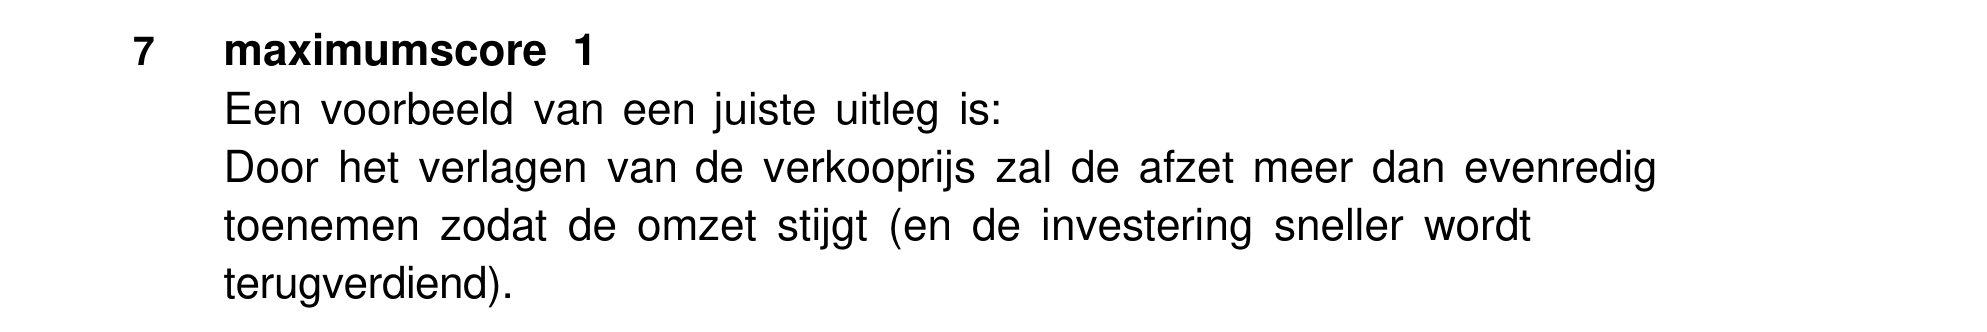 7 maximumscore 1
Een voorbeeld van een juiste uitleg is:
Door het verlagen van de verkooprijs zal de afzet meer dan evenredig
toenemen zodat de omzet stijgt (en de investering sneller wordt
terugverdiend).